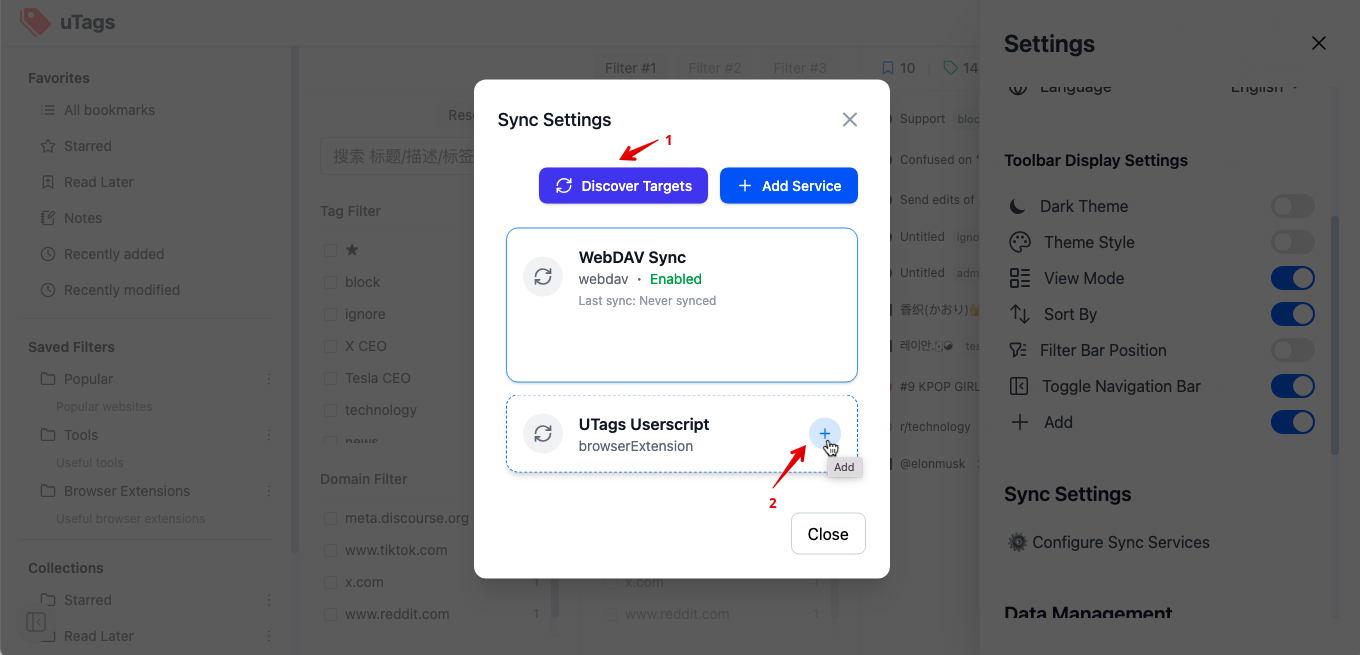 uTags
Favorites
All bookmarks
Starred
Read Later
Notes
Recently added
Recently modified
Saved Filters
Popular
Popular websites
Tools
Useful tools
Browser Extensions
Useful browser extensions
Collections
Starred
Read Later
Filter #1
Filter #2
Filter #3
搜索 标题/描述/标签
Tag Filter
★
block
ignore
X CEO
Tesla CEO
technology
news
Domain Filter
meta.discourse.org
www.tiktok.com
x.com
1
www.reddit.com
1
x.com
1
www.reddit.com
1
10
14
Support
Confused on
Send edits of
Untitled
Untitled
香织(かおり)
레이안
#9 KPOP GIRL
r/technology
@elonmusk
Sync Settings
1
Discover Targets
Add Service
WebDAV Sync
webdav · Enabled
Last sync: Never synced
UTags Userscript
browserExtension
Add
2
Close
Settings
Language
English
Toolbar Display Settings
Dark Theme
Theme Style
View Mode
Sort By
Filter Bar Position
Toggle Navigation Bar
Add
Sync Settings
Configure Sync Services
Data Management